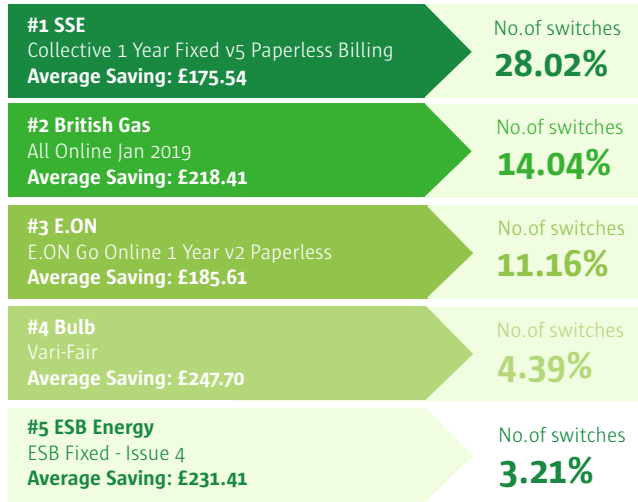 #1 SSE
Collective 1 Year Fixed v5 Paperless Billing
Average Saving: £175.54
No.of switches
28.02%
#2 British Gas
All Online Jan 2019
Average Saving: £218.41
No.of switches
14.04%
#3 E.ON
E.ON Go Online 1 Year v2 Paperless
Average Saving: £185.61
No.of switches
11.16%
#4 Bulb
Vari-Fair
Average Saving: £247.70
No.of switches
4.39%
#5 ESB Energy
ESB Fixed - Issue 4
Average Saving: £231.41
No.of switches
3.21%